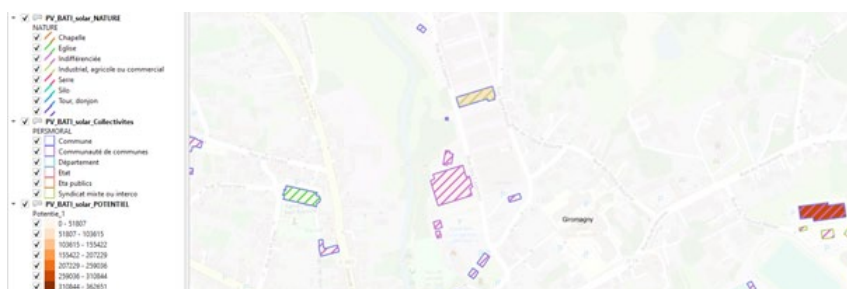 PV_BATI_solar_NATURE
NATURE
Chapelle
Eglise
Indifférenciée
Industriel, agricole ou commercial
Serre
Silo
Tour, donjon
PV_BATI_solar_Collectivites
PERSMORAL
Commune
Communauté de communes
Département
Etat
Eta publics
Syndicat mixte ou interco
PV_BATI_solar_POTENTIEL
Potentie_1
0 - 51807
51807 - 103615
103615 - 155422
155422 - 207229
207229 - 259036
259036 - 310844
310844 - 362651
Giromagny